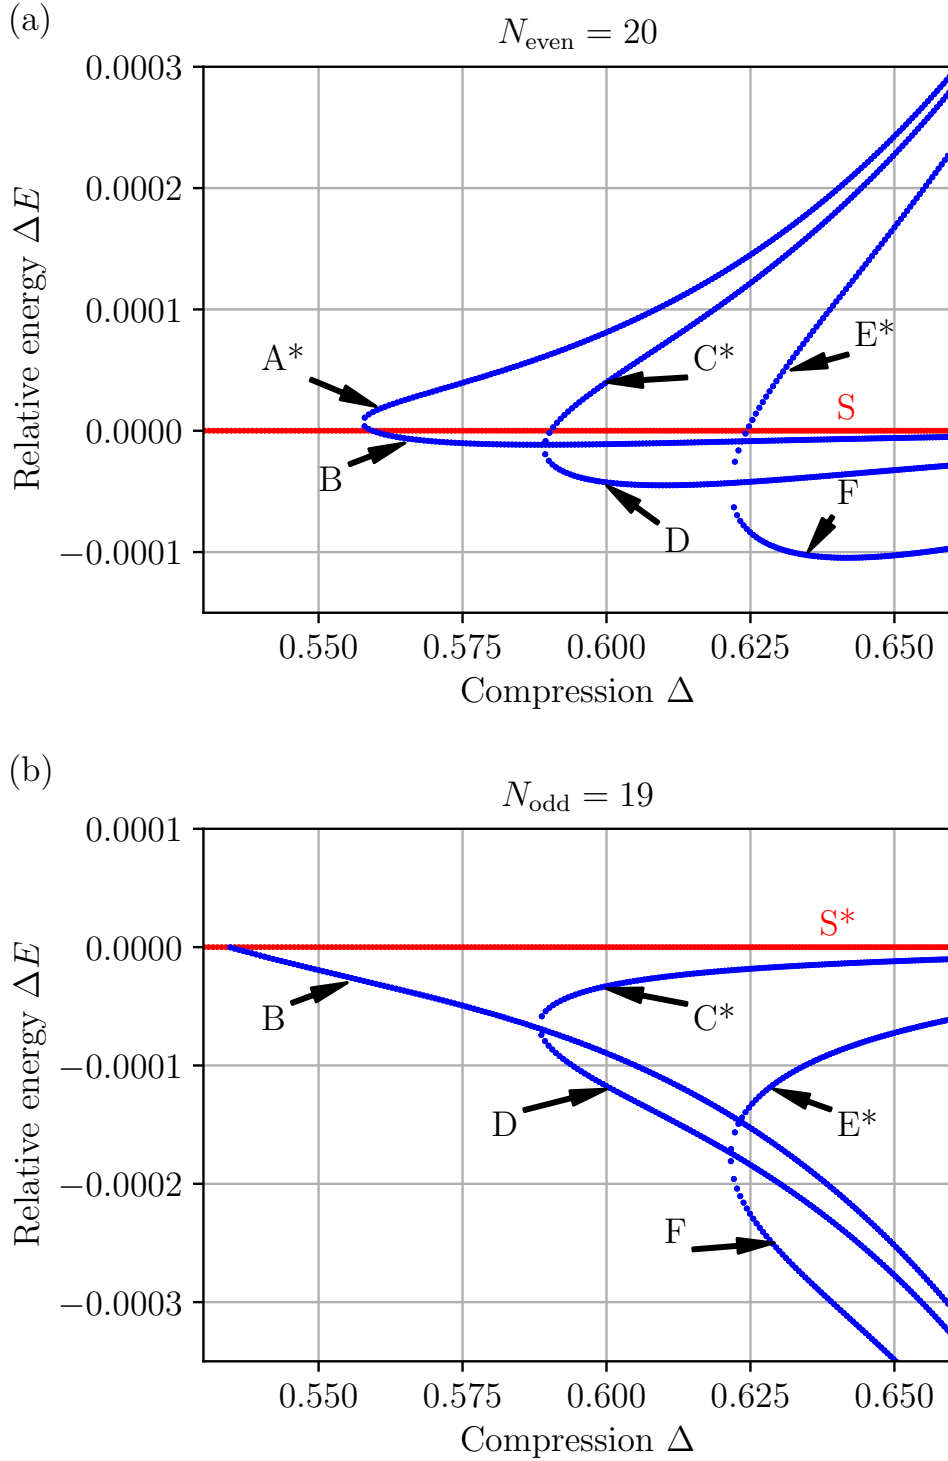 (a)
N_even = 20
0.0003
0.0002
0.0001
0.0000
−0.0001
Relative energy ΔE
A*
B
C*
D
E*
S
F
0.550 0.575 0.600 0.625 0.650
Compression Δ
(b)
N_odd = 19
0.0001
0.0000
−0.0001
−0.0002
−0.0003
Relative energy ΔE
S*
B
C*
D
E*
F
0.550 0.575 0.600 0.625 0.650
Compression Δ